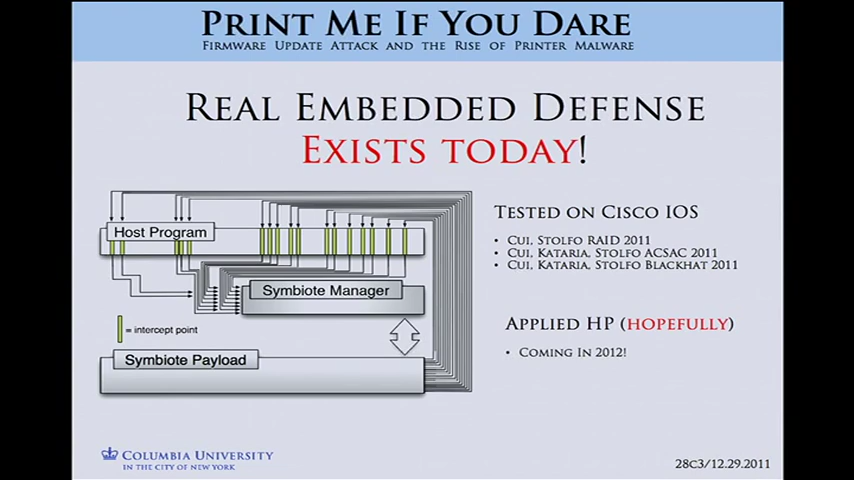 Print Me If You Dare
Firmware Update Attack and the Rise of Printer Malware
Real Embedded Defense
Exists today!
Host Program
Symbiote Manager
= intercept point
Symbiote Payload
Tested on Cisco IOS
• Cui, Stolfo RAID 2011
• Cui, Kataria, Stolfo ACSAC 2011
• Cui, Kataria, Stolfo Blackhat 2011
Applied HP (hopefully)
• Coming In 2012!
Columbia University
in the City of New York
28c3/12.29.2011